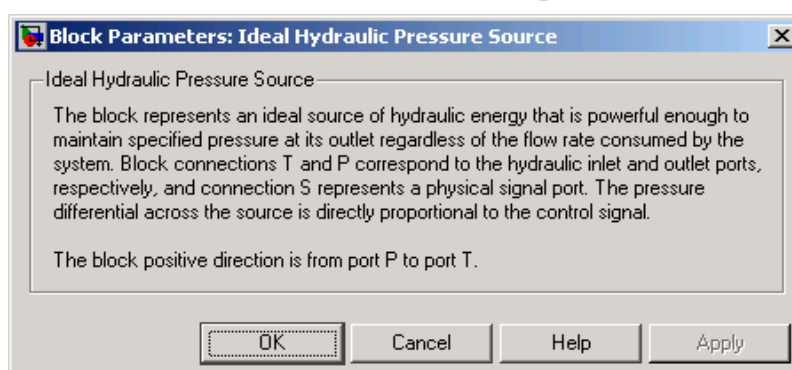 Block Parameters: Ideal Hydraulic Pressure Source
Ideal Hydraulic Pressure Source
The block represents an ideal source of hydraulic energy that is powerful enough to
maintain specified pressure at its outlet regardless of the flow rate consumed by the
system. Block connections T and P correspond to the hydraulic inlet and outlet ports,
respectively, and connection S represents a physical signal port. The pressure
differential across the source is directly proportional to the control signal.
The block positive direction is from port P to port T.
OK Cancel Help Apply